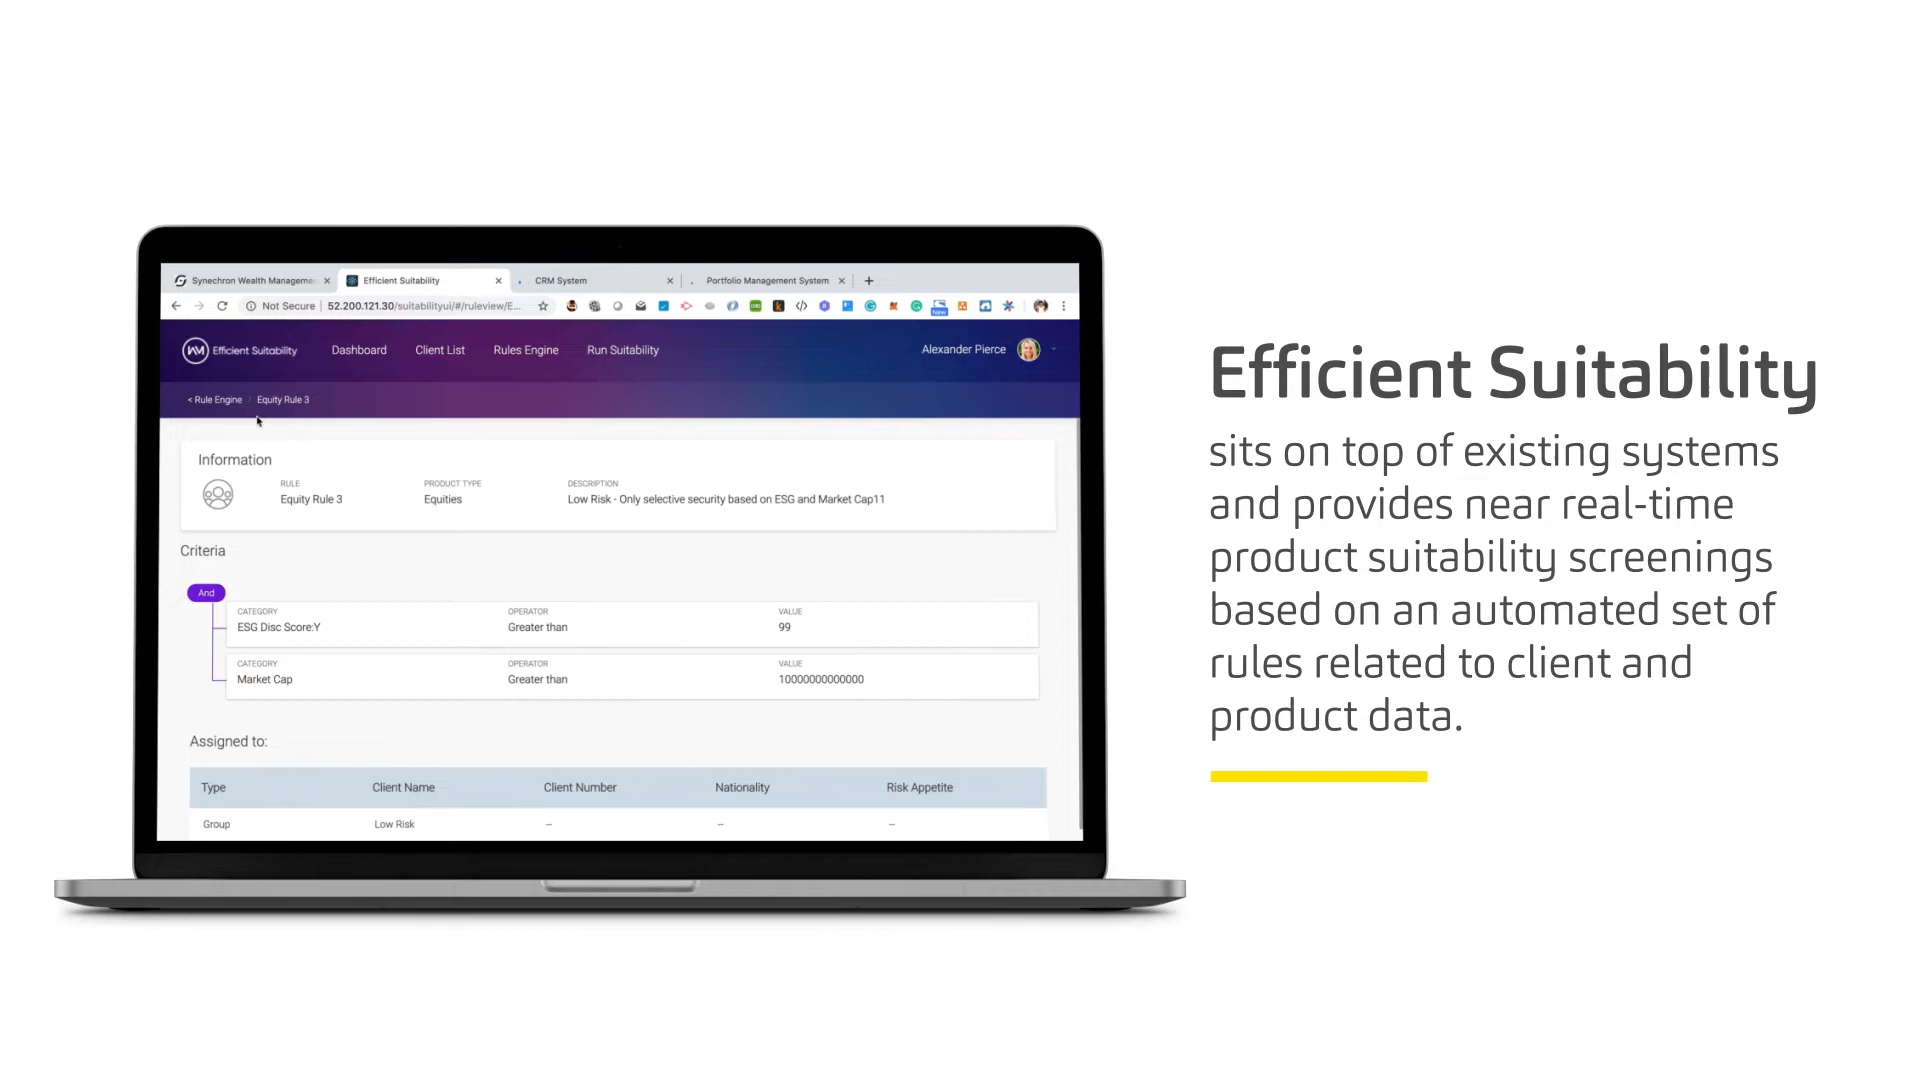 Synechron Wealth Manageme
Efficient Suitability
CRM System
Portfolio Management System
Not Secure | 52.200.121.30/suitabilityui/#/ruleview/E...
New
Efficient Suitability
Dashboard
Client List
Rules Engine
Run Suitability
Alexander Pierce
< Rule Engine / Equity Rule 3
Information
RULE
PRODUCT TYPE
DESCRIPTION
Equity Rule 3
Equities
Low Risk - Only selective security based on ESG and Market Cap11
Criteria
And
CATEGORY
OPERATOR
VALUE
ESG Disc Score:Y
Greater than
99
CATEGORY
OPERATOR
VALUE
Market Cap
Greater than
10000000000000
Assigned to:
Type
Client Name
Client Number
Nationality
Risk Appetite
Group
Low Risk
--
--
--
Efficient Suitability
sits on top of existing systems
and provides near real-time
product suitability screenings
based on an automated set of
rules related to client and
product data.